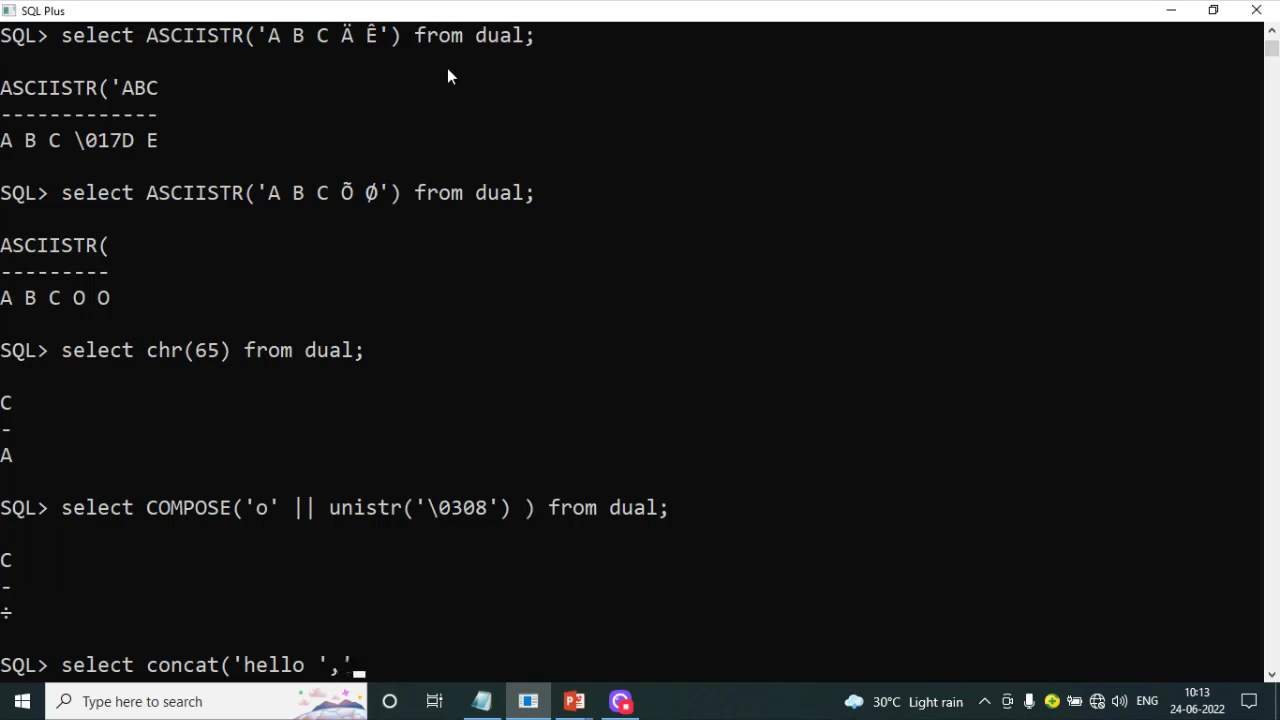 SQL Plus
SQL> select ASCIISTR('A B C Ä Ê') from dual;
ASCIISTR('ABC
-------------
A B C \017D E
SQL> select ASCIISTR('A B C Õ Ø') from dual;
ASCIISTR(
---------
A B C O O
SQL> select chr(65) from dual;
C
-
A
SQL> select COMPOSE('o' || unistr('\0308') ) from dual;
C
-
÷
SQL> select concat('hello ','
Type here to search
30°C Light rain
ENG
10:13
24-06-2022